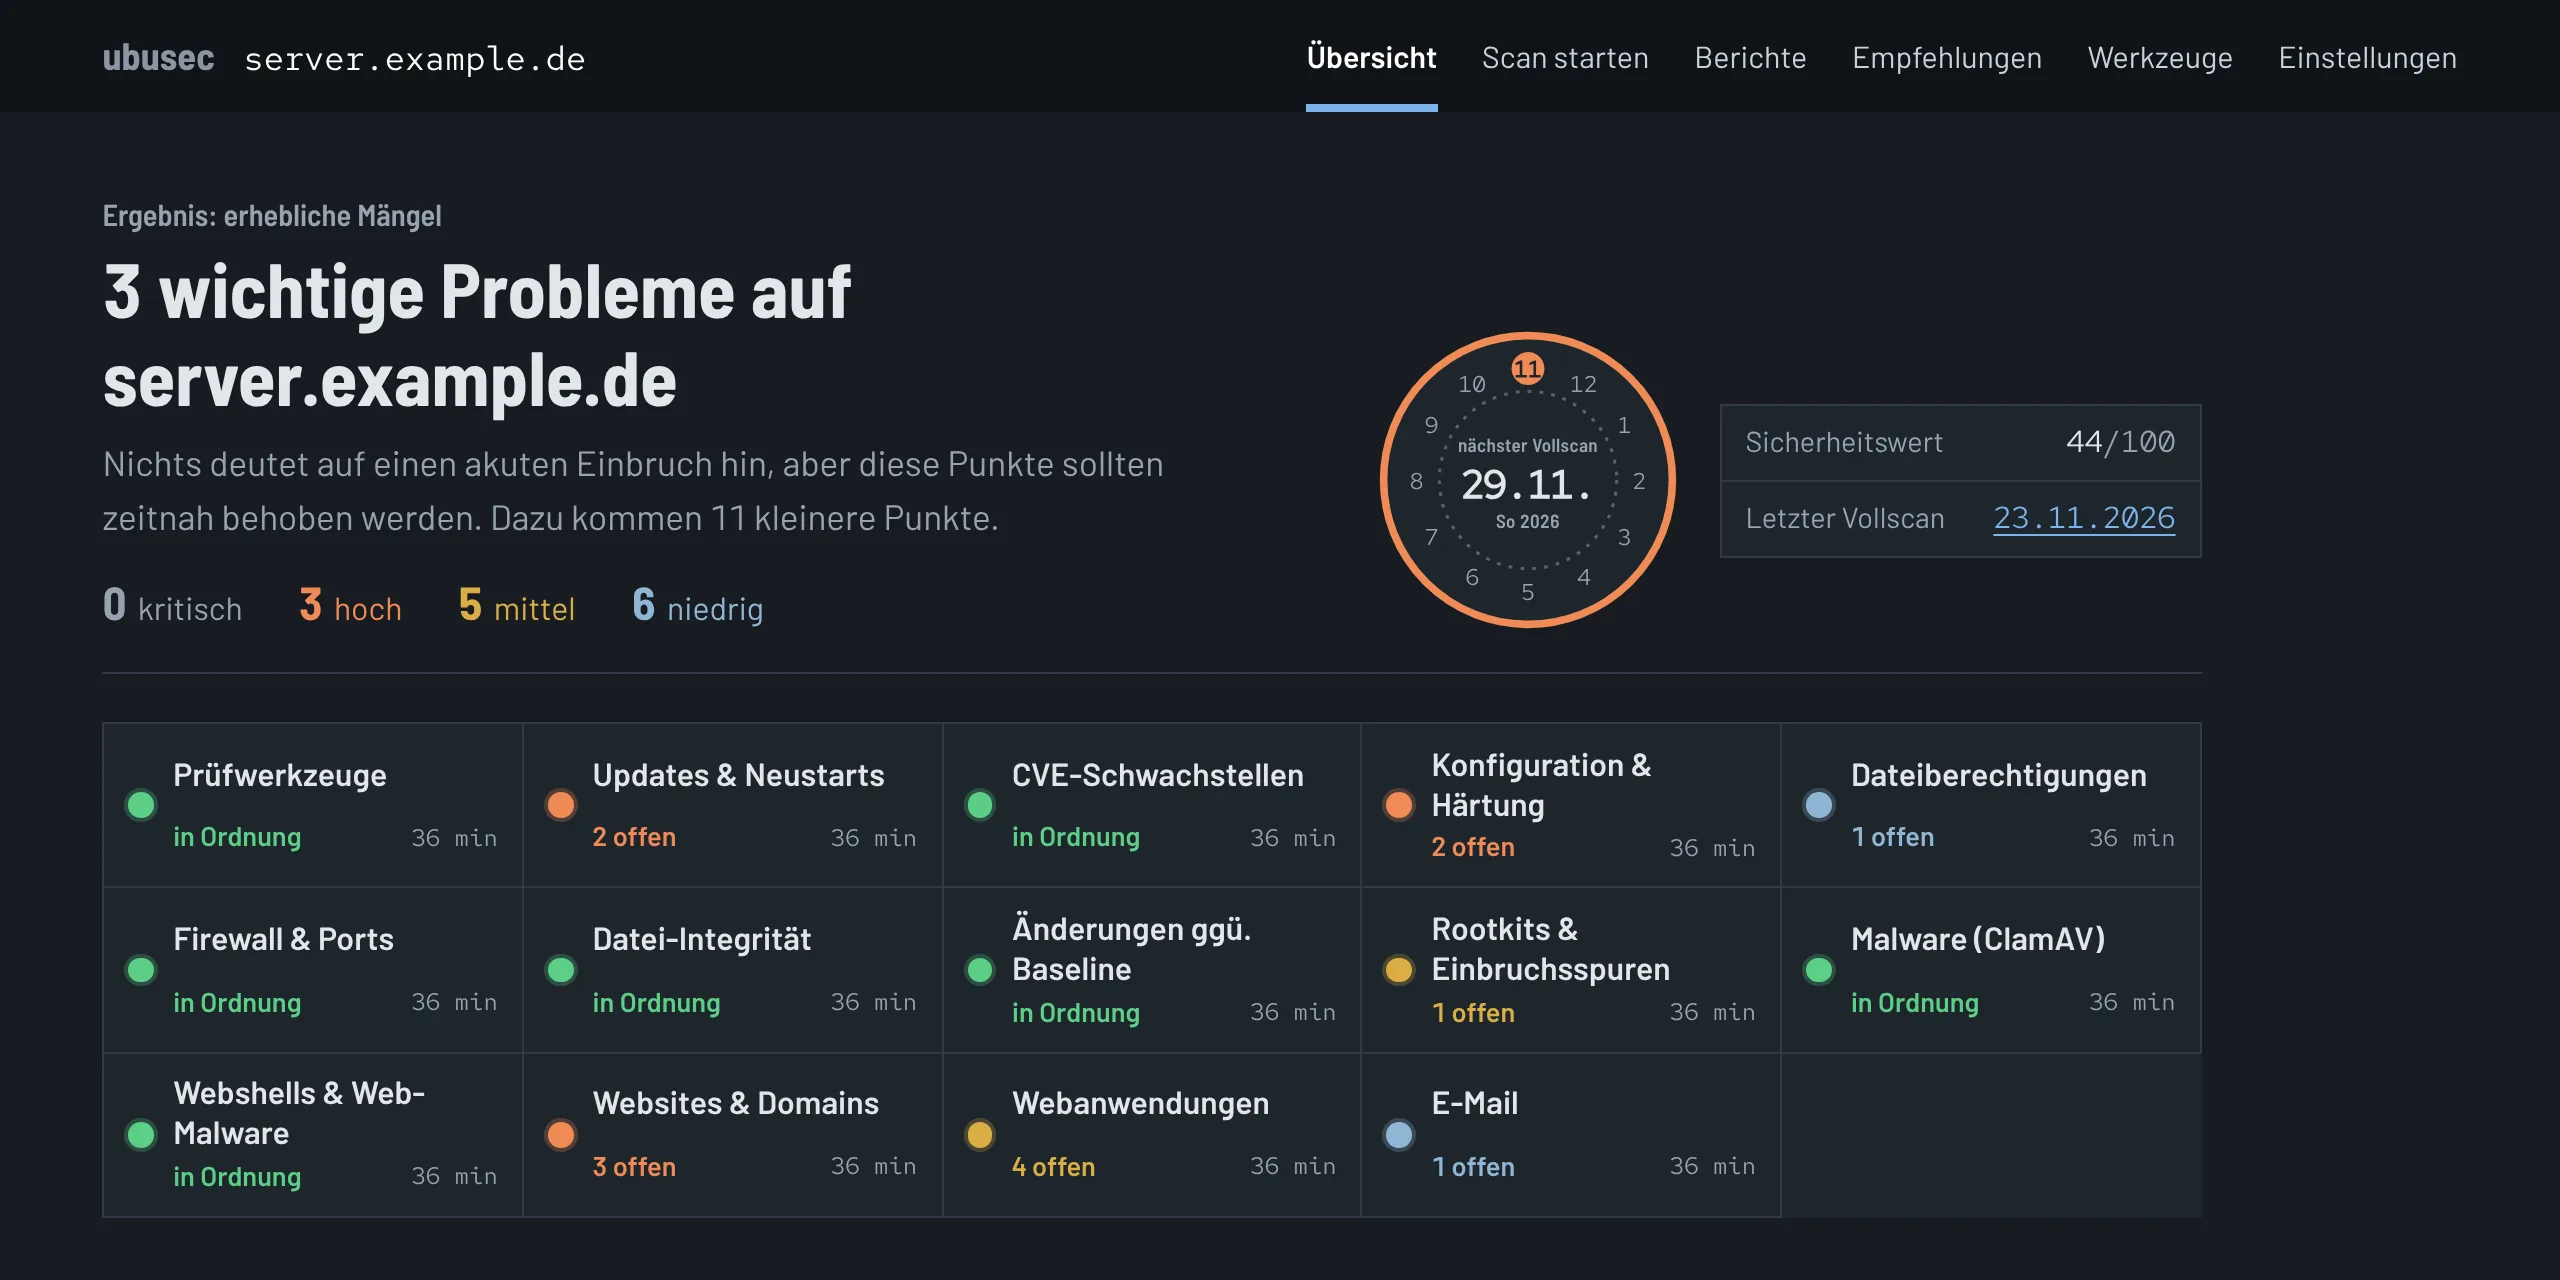 ubusec server.example.de
Übersicht Scan starten Berichte Empfehlungen Werkzeuge Einstellungen
Ergebnis: erhebliche Mängel
3 wichtige Probleme auf
server.example.de
Nichts deutet auf einen akuten Einbruch hin, aber diese Punkte sollten
zeitnah behoben werden. Dazu kommen 11 kleinere Punkte.
0 kritisch 3 hoch 5 mittel 6 niedrig
11
12
1
2
3
4
5
6
7
8
9
10
nächster Vollscan
29.11.
So 2026
Sicherheitswert 44/100
Letzter Vollscan 23.11.2026
Prüfwerkzeuge
in Ordnung 36 min
Updates & Neustarts
2 offen 36 min
CVE-Schwachstellen
in Ordnung 36 min
Konfiguration &
Härtung
2 offen 36 min
Dateiberechtigungen
1 offen 36 min
Firewall & Ports
in Ordnung 36 min
Datei-Integrität
in Ordnung 36 min
Änderungen ggü.
Baseline
in Ordnung 36 min
Rootkits &
Einbruchsspuren
1 offen 36 min
Malware (ClamAV)
in Ordnung 36 min
Webshells & Web-
Malware
in Ordnung 36 min
Websites & Domains
3 offen 36 min
Webanwendungen
4 offen 36 min
E-Mail
1 offen 36 min